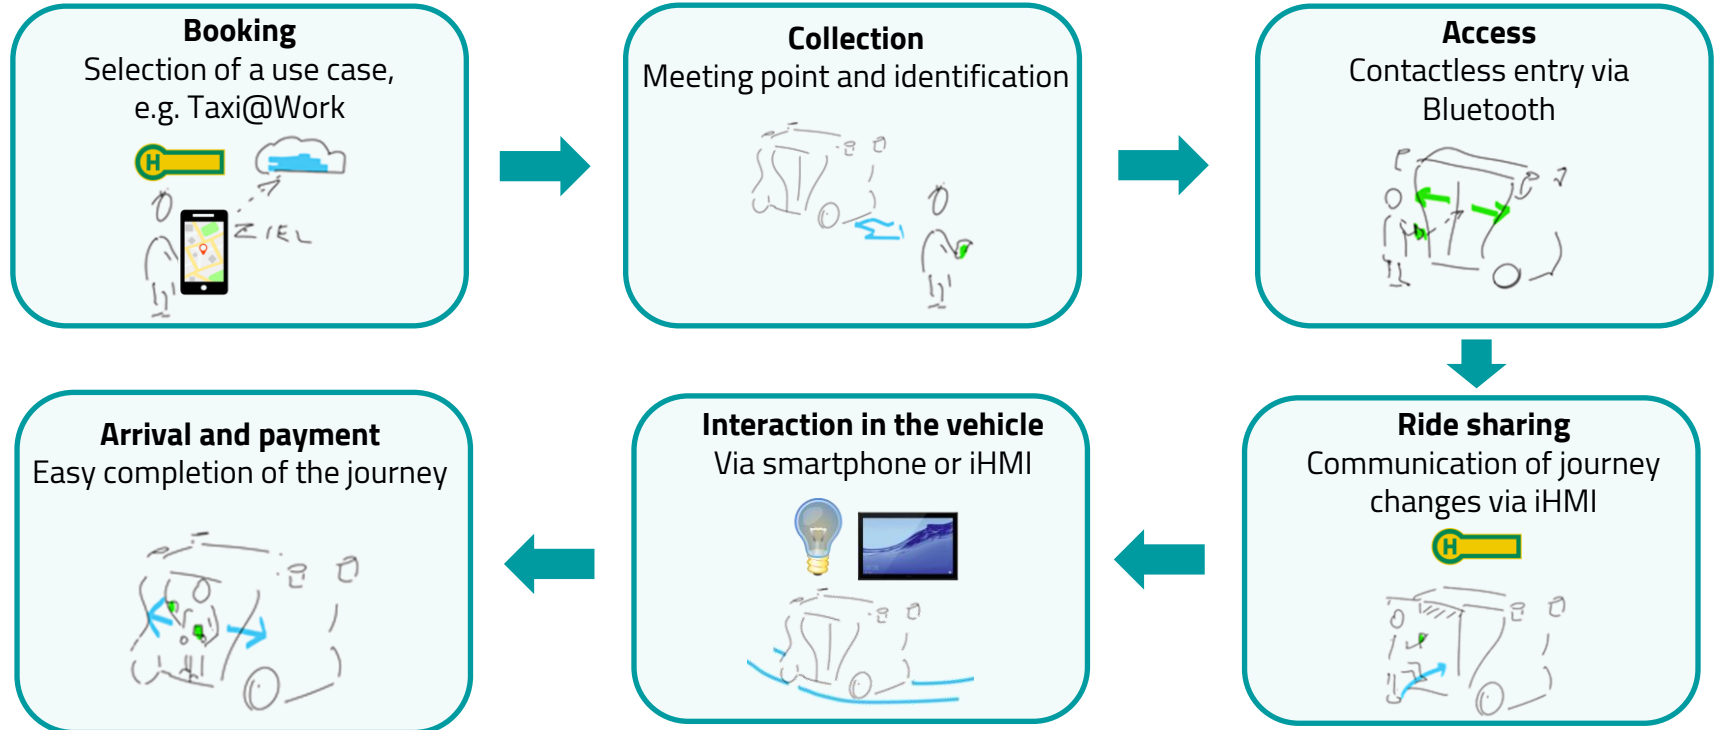 Booking
Selection of a use case,
e.g. Taxi@Work
H
ZIEL
Collection
Meeting point and identification
Access
Contactless entry via
Bluetooth
Ride sharing
Communication of journey
changes via iHMI
H
Interaction in the vehicle
Via smartphone or iHMI
Arrival and payment
Easy completion of the journey